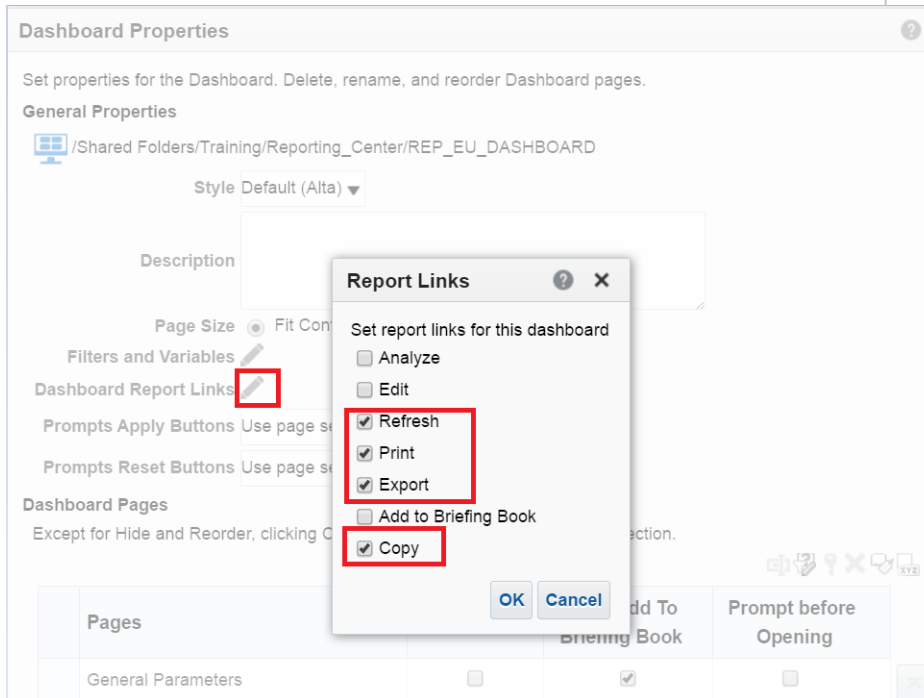 Dashboard Properties
Set properties for the Dashboard. Delete, rename, and reorder Dashboard pages.
General Properties
/Shared Folders/Training/Reporting_Center/REP_EU_DASHBOARD
Style Default (Alta)
Description
Page Size Fit Con
Filters and Variables
Dashboard Report Links
Prompts Apply Buttons Use page se
Prompts Reset Buttons Use page se
Dashboard Pages
Except for Hide and Reorder, clicking C ection.
Report Links
Set report links for this dashboard
Analyze
Edit
Refresh
Print
Export
Add to Briefing Book
Copy
OK Cancel
XYZ
Pages dd To Briefing Book Prompt before Opening
General Parameters